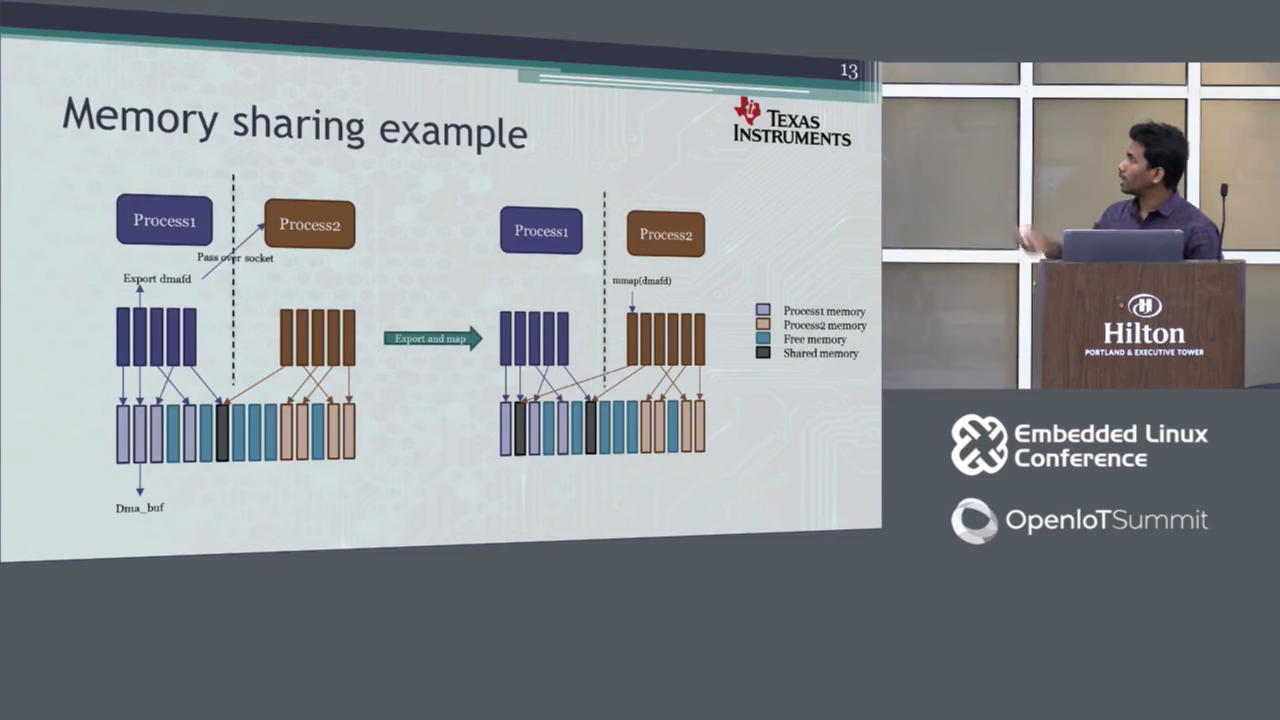 13
Memory sharing example
TEXAS
INSTRUMENTS
Process1
Process2
Pass over socket
Export dmafd
Dma_buf
Export and map
Process1
Process2
mmap(dmafd)
Process1 memory
Process2 memory
Free memory
Shared memory
Hilton
PORTLAND & EXECUTIVE TOWER
Embedded Linux
Conference
OpenIoTSummit